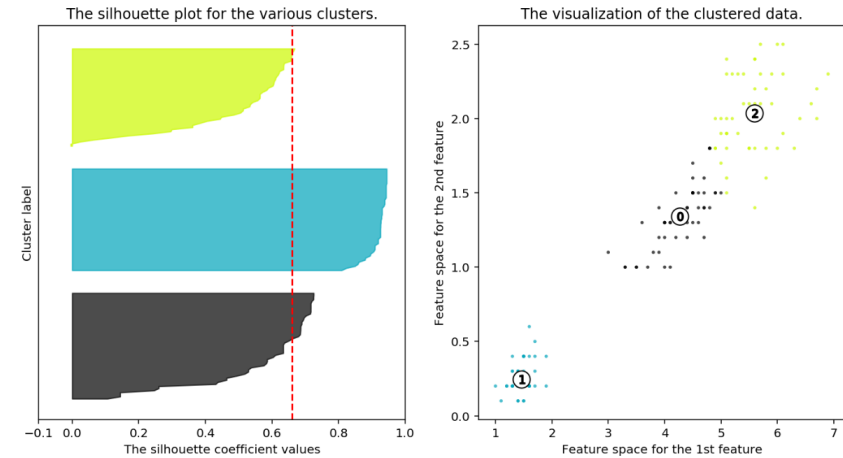 The silhouette plot for the various clusters.
Cluster label
-0.1 0.0 0.2 0.4 0.6 0.8 1.0
The silhouette coefficient values
The visualization of the clustered data.
Feature space for the 2nd feature
2.5
2.0
1.5
1.0
0.5
0.0
2
0
1
1 2 3 4 5 6 7
Feature space for the 1st feature